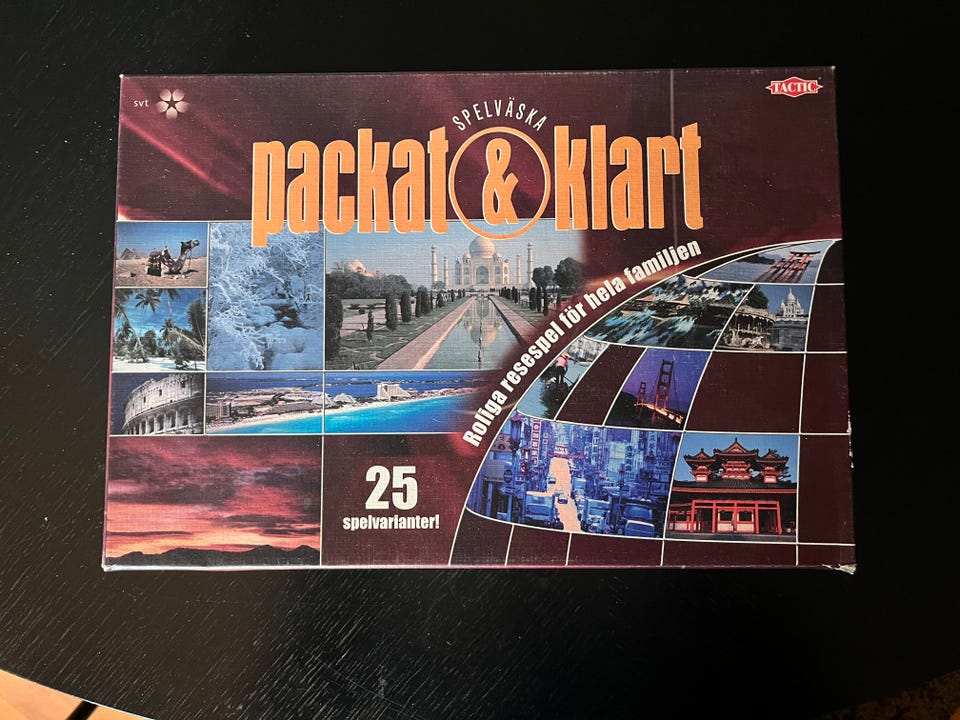 svt
TACTIC
SPELVÄSKA
packat & klart
Roliga resespel för hela familjen
25
spelvarianter!